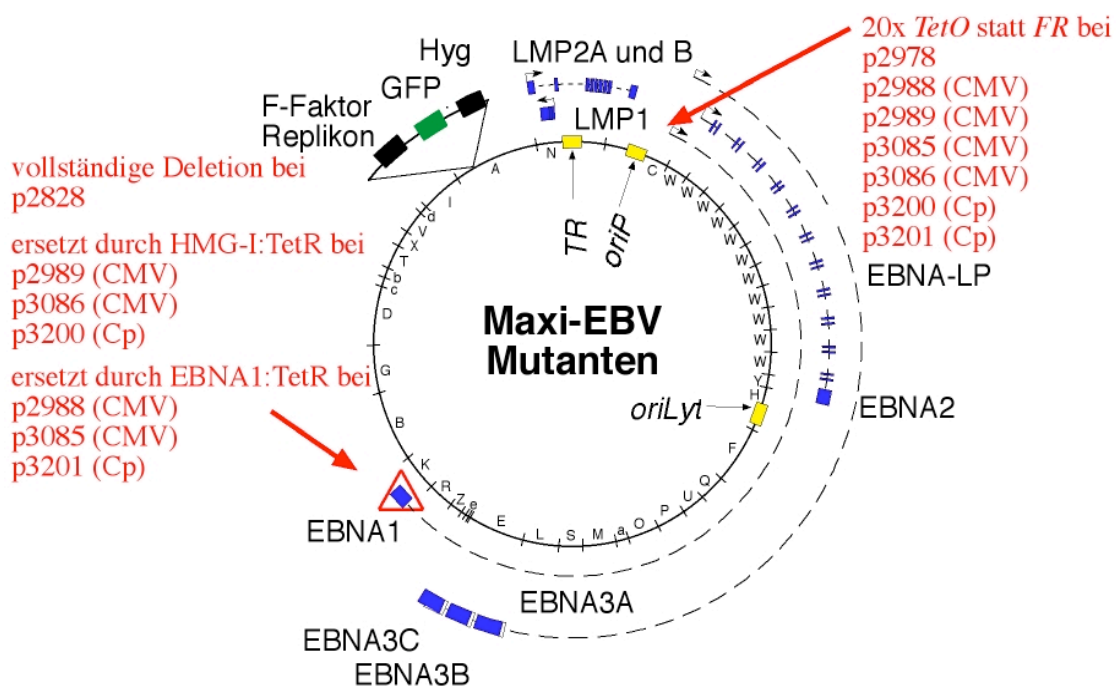 20x TetO statt FR bei
p2978
p2988 (CMV)
p2989 (CMV)
p3085 (CMV)
p3086 (CMV)
p3200 (Cp)
p3201 (Cp)
Hyg
GFP
F-Faktor
Replikon
LMP2A und B
LMP1
vollständige Deletion bei
p2828
ersetzt durch HMG-I:TetR bei
p2989 (CMV)
p3086 (CMV)
p3200 (Cp)
ersetzt durch EBNA1:TetR bei
p2988 (CMV)
p3085 (CMV)
p3201 (Cp)
TR
oriP
Maxi-EBV
Mutanten
oriLyt
EBNA-LP
EBNA2
EBNA1
EBNA3A
EBNA3C
EBNA3B
A
N
C
W
W
W
W
W
W
W
W
W
W
W
W
Y
H
F
Q
U
P
O
a
M
S
L
E
e
Z
R
K
B
G
D
c
b
T
X
V
d
I